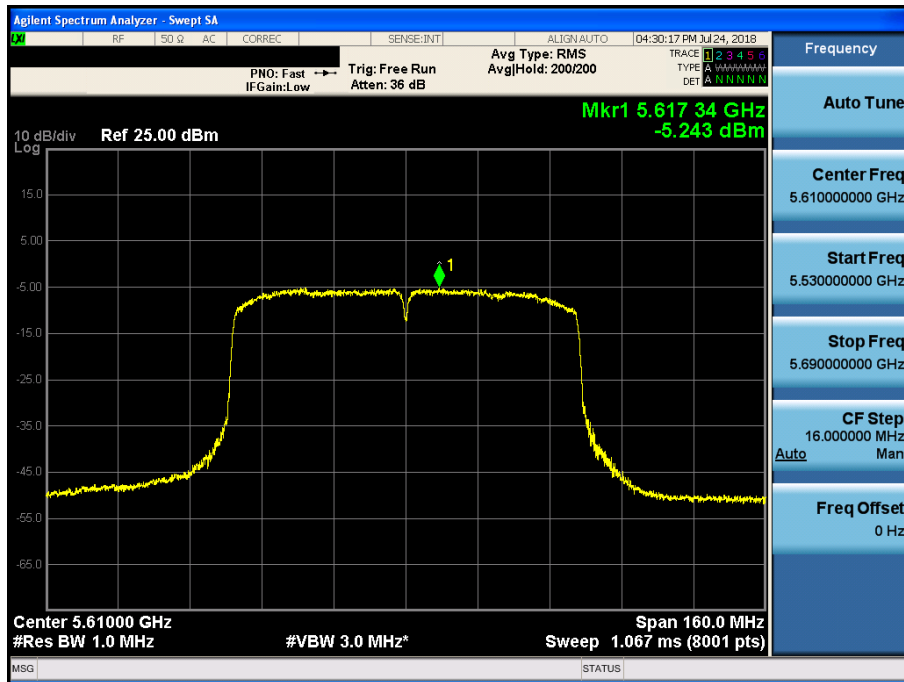 Agilent Spectrum Analyzer - Swept SA
LXI RF 50 Ω AC CORREC SENSE:INT ALIGN AUTO 04:30:17 PM Jul 24, 2018
PNO: Fast Trig: Free Run Avg Type: RMS TRACE 1 2 3 4 5 6
IFGain:Low Atten: 36 dB Avg|Hold: 200/200 TYPE A WWWWW
DET A N N N N N
Mkr1 5.617 34 GHz
-5.243 dBm
10 dB/div Ref 25.00 dBm
Log
15.0
5.00
1
-5.00
-15.0
-25.0
-35.0
-45.0
-55.0
-65.0
Center 5.61000 GHz Span 160.0 MHz
#Res BW 1.0 MHz #VBW 3.0 MHz* Sweep 1.067 ms (8001 pts)
MSG STATUS
Frequency
Auto Tune
Center Freq
5.610000000 GHz
Start Freq
5.530000000 GHz
Stop Freq
5.690000000 GHz
CF Step
16.000000 MHz
Auto Man
Freq Offset
0 Hz